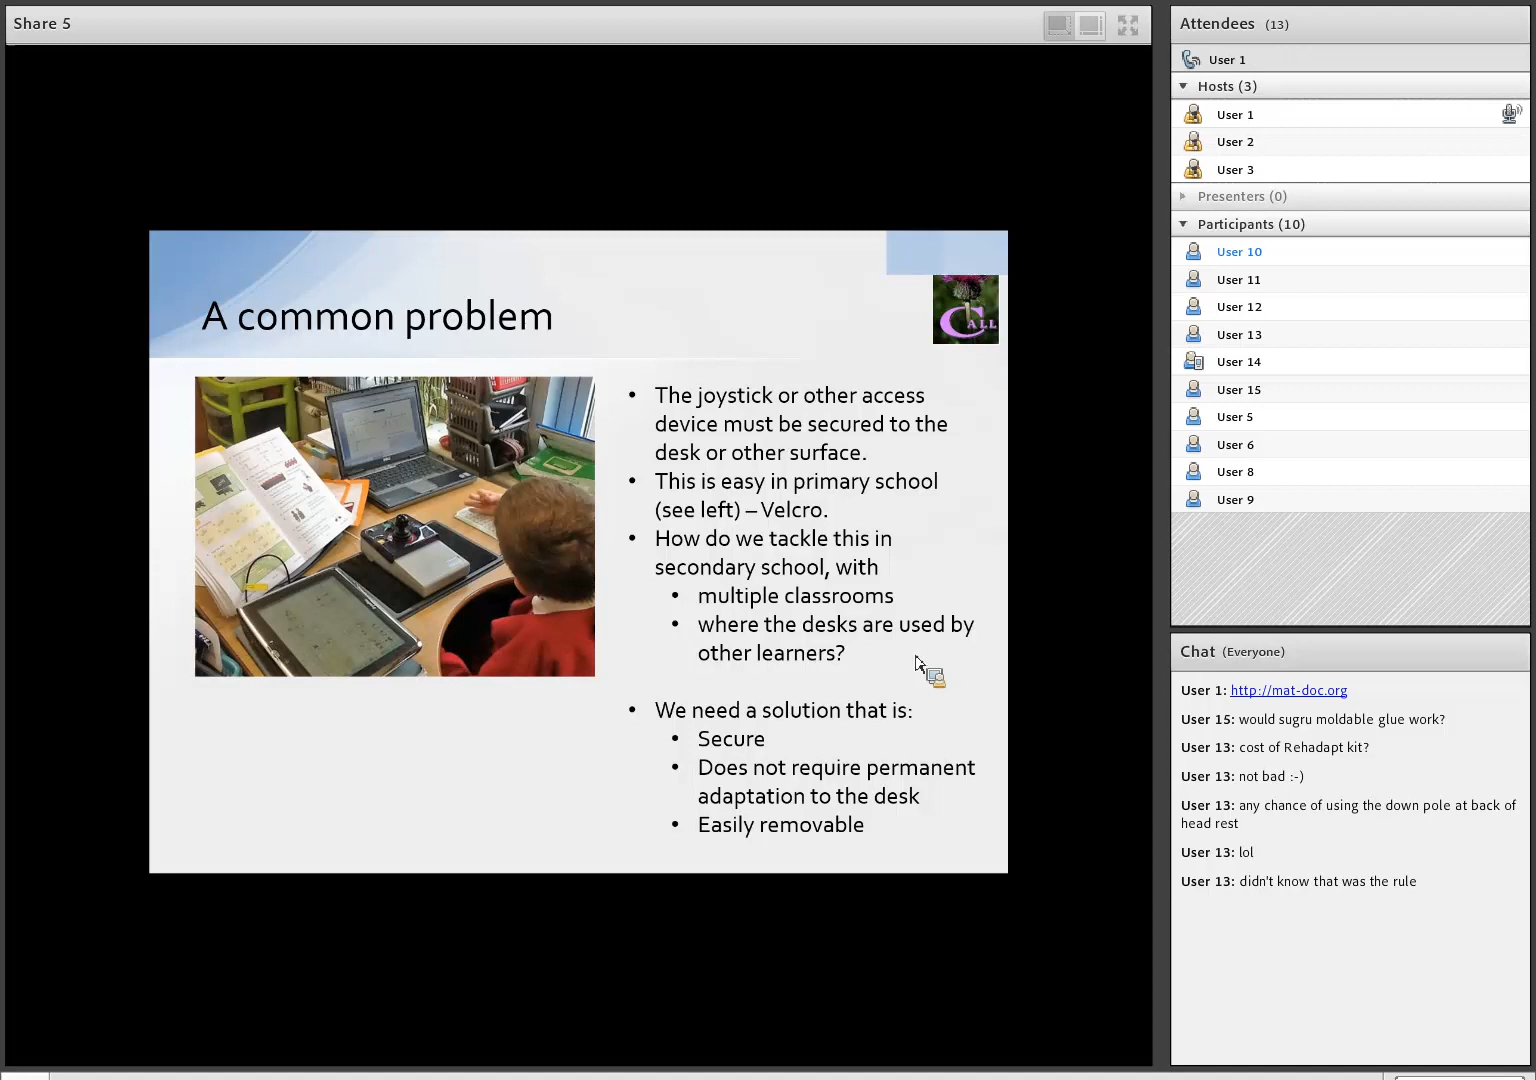 Share 5
A common problem
CALL
• The joystick or other access
device must be secured to the
desk or other surface.
• This is easy in primary school
(see left) – Velcro.
• How do we tackle this in
secondary school, with
• multiple classrooms
• where the desks are used by
other learners?
• We need a solution that is:
• Secure
• Does not require permanent
adaptation to the desk
• Easily removable
Attendees (13)
User 1
Hosts (3)
User 1
User 2
User 3
Presenters (0)
Participants (10)
User 10
User 11
User 12
User 13
User 14
User 15
User 5
User 6
User 8
User 9
Chat (Everyone)
User 1: http://mat-doc.org
User 15: would sugru moldable glue work?
User 13: cost of Rehadapt kit?
User 13: not bad :-)
User 13: any chance of using the down pole at back of
head rest
User 13: lol
User 13: didn't know that was the rule